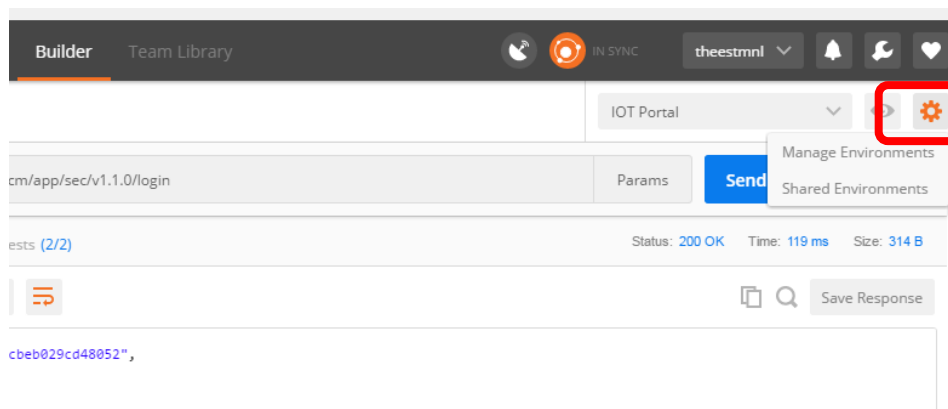 Builder Team Library IN SYNC theestmnl
IOT Portal
Manage Environments
cm/app/sec/v1.1.0/login Params Send
Shared Environments
ests (2/2) Status: 200 OK Time: 119 ms Size: 314 B
Save Response
cbeb029cd48052",